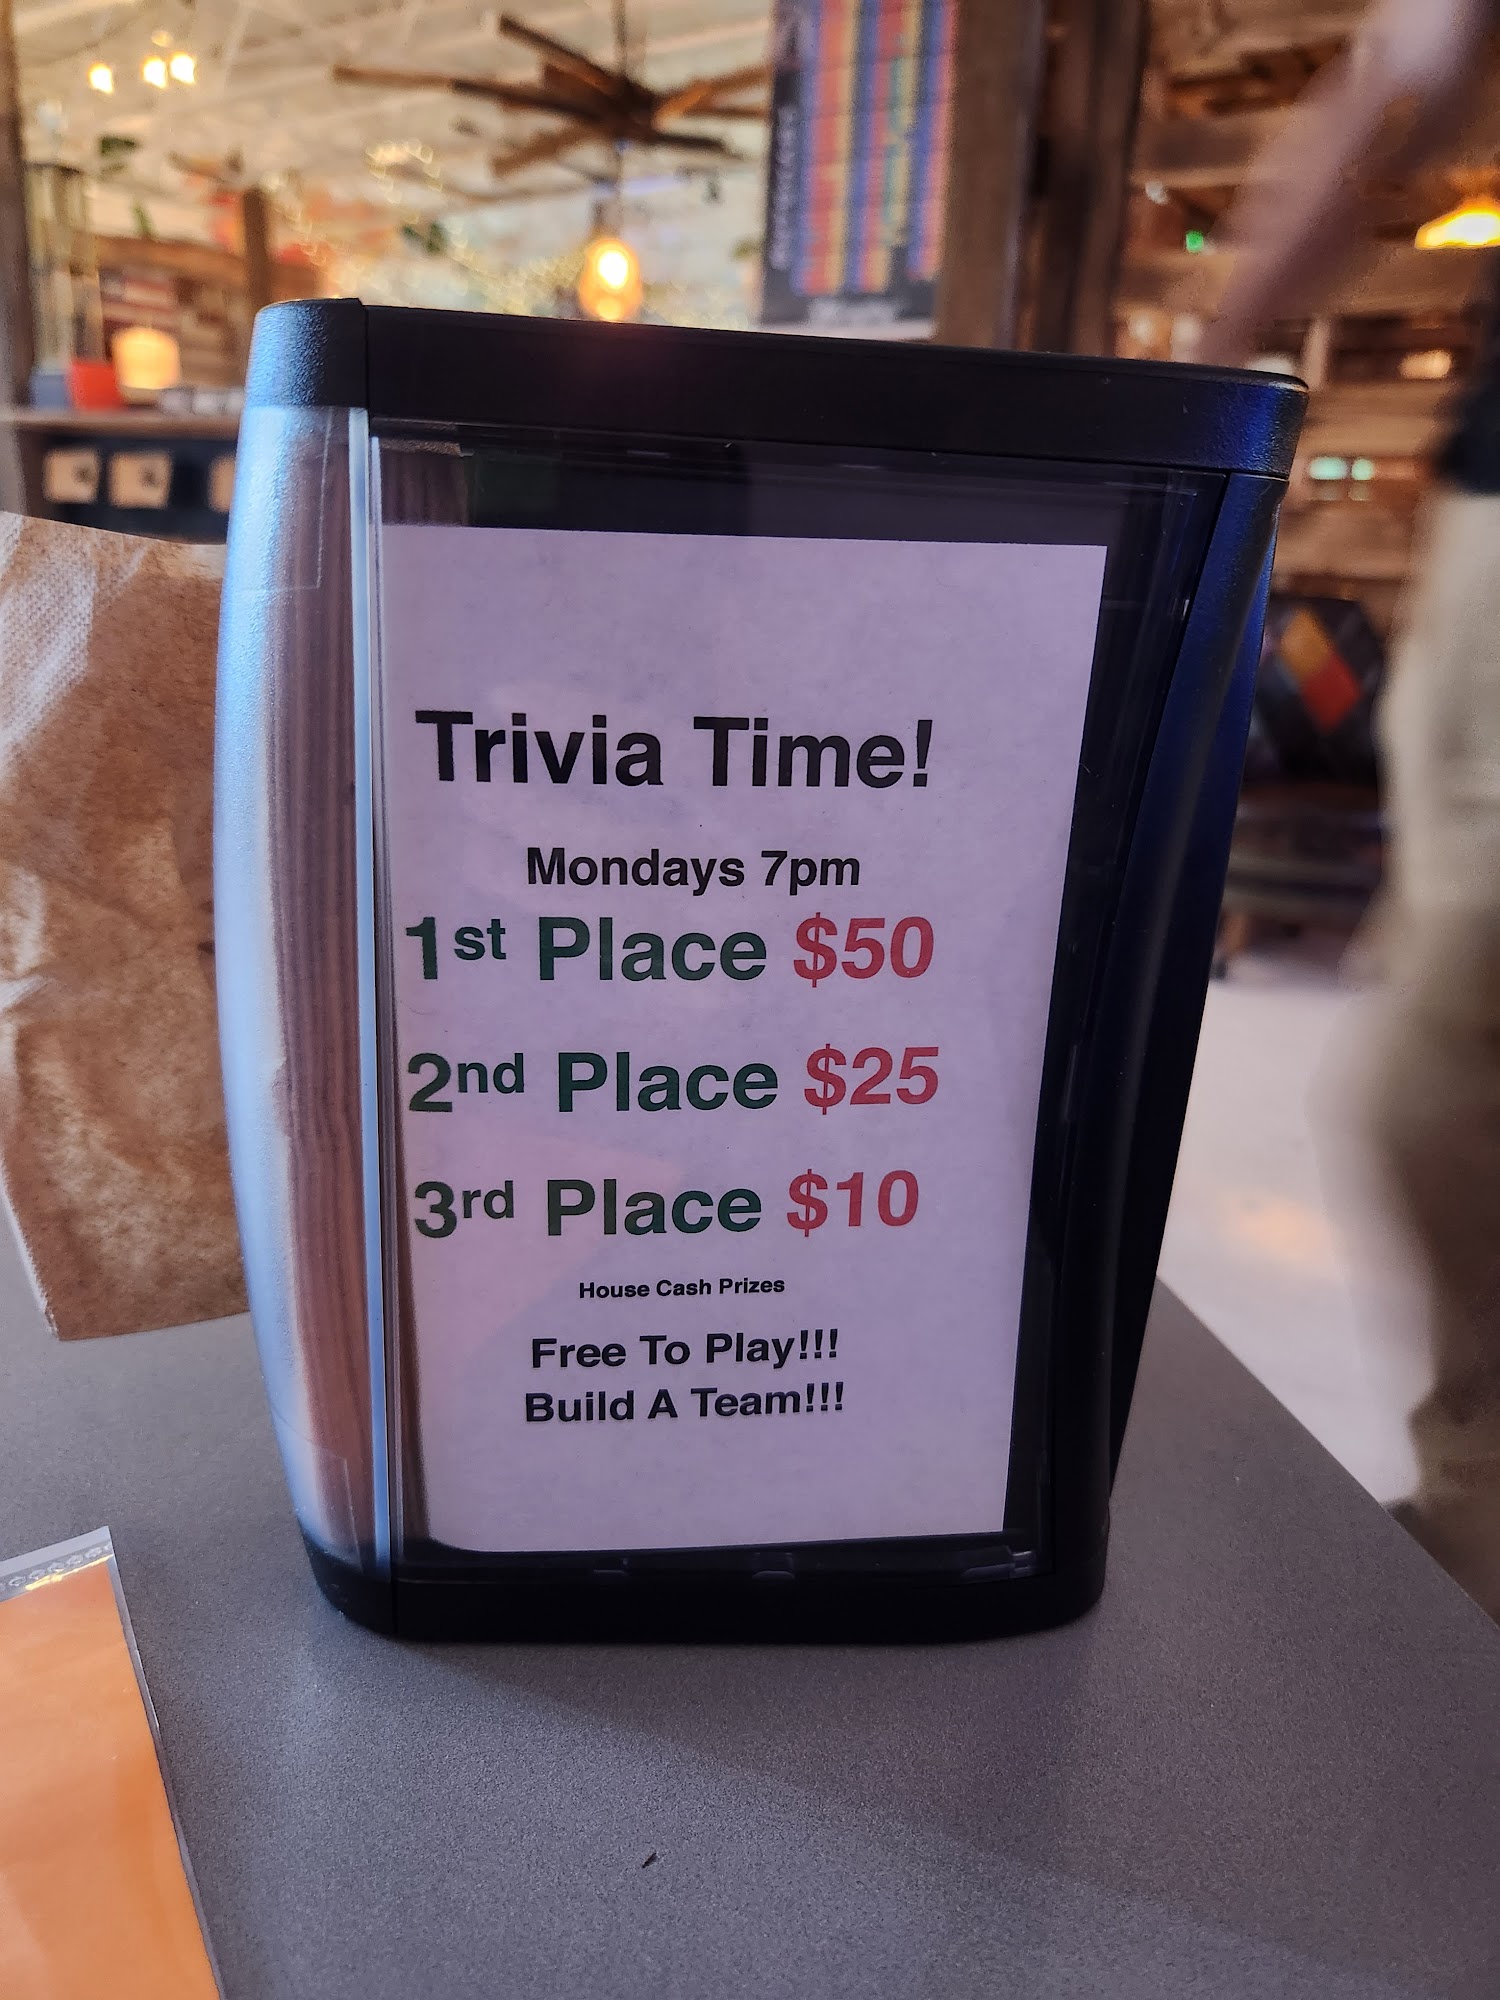 Trivia Time!
Mondays 7pm
1st Place $50
2nd Place $25
3rd Place $10
House Cash Prizes
Free To Play!!!
Build A Team!!!